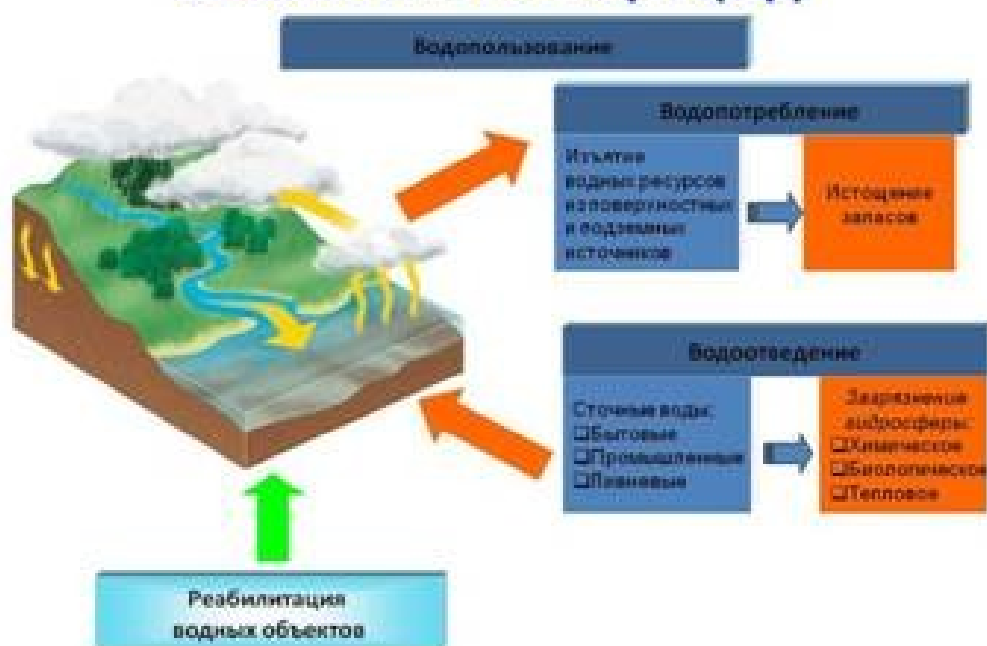 Водопользование
Водопотребление
Изъятие
водных ресурсов
из поверхностных
и подземных
источников
Истощение
запасов
Водоотведение
Сточные воды:
❑Бытовые
❑Промышленные
❑Ливневые
Загрязнение
гидросферы:
❑Химическое
❑Биологическое
❑Тепловое
Реабилитация
водных объектов